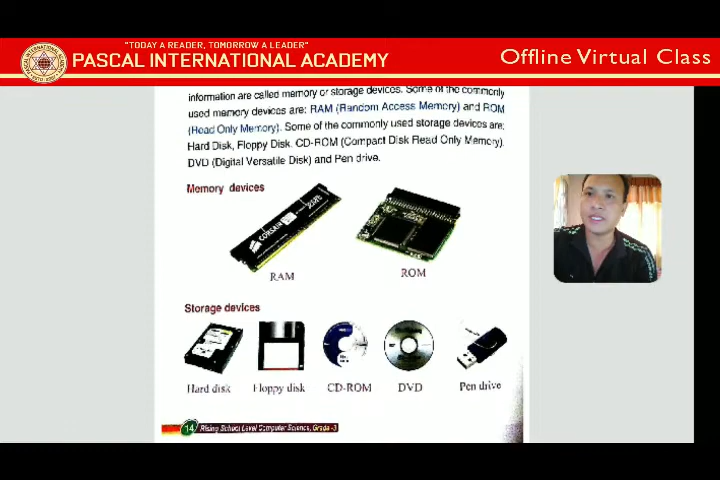 "TODAY A READER, TOMORROW A LEADER"
PASCAL INTERNATIONAL ACADEMY
Offline Virtual Class
information are called memory or storage devices. Some of the commonly
used memory devices are: RAM (Random Access Memory) and ROM
(Read Only Memory). Some of the commonly used storage devices are:
Hard Disk, Floppy Disk, CD-ROM (Compact Disk Read Only Memory),
DVD (Digital Versatile Disk) and Pen drive.
Memory devices
CORSAIR
RAM
ROM
Storage devices
Hard disk
Floppy disk
CD-ROM
DVD
Pen drive
14 Rising School Level Computer Science, Grade -3